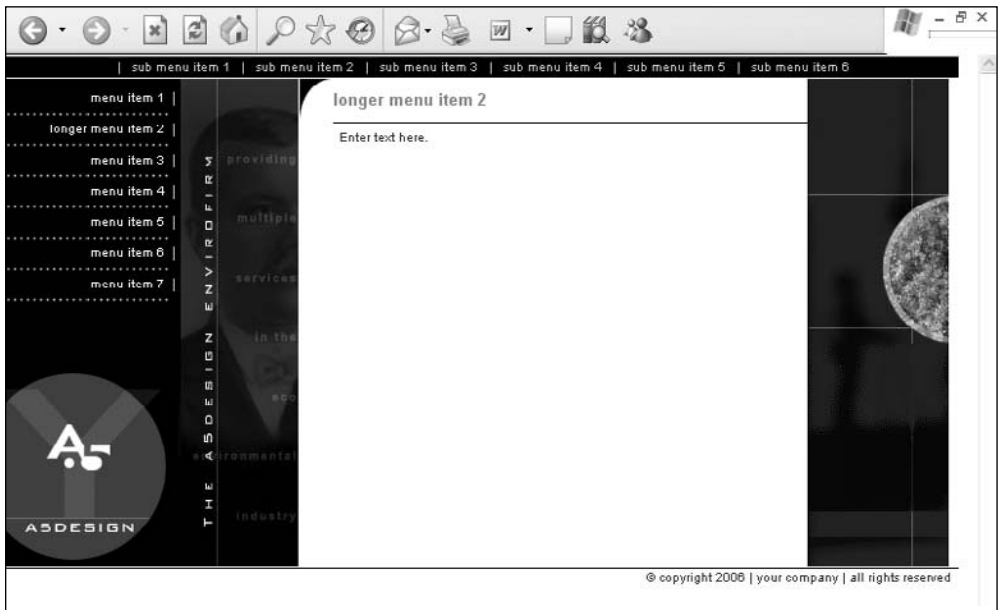 | sub menu item 1 | sub menu item 2 | sub menu item 3 | sub menu item 4 | sub menu item 5 | sub menu item 6
menu item 1 |
longer menu item 2 |
menu item 3 |
menu item 4 |
menu item 5 |
menu item 6 |
menu item 7 |
THE A5DESIGN ENVIROFIRM
providing
multiple
services
in the
eco
environmental
industry
A5
A5DESIGN
longer menu item 2
Enter text here.
© copyright 2006 | your company | all rights reserved